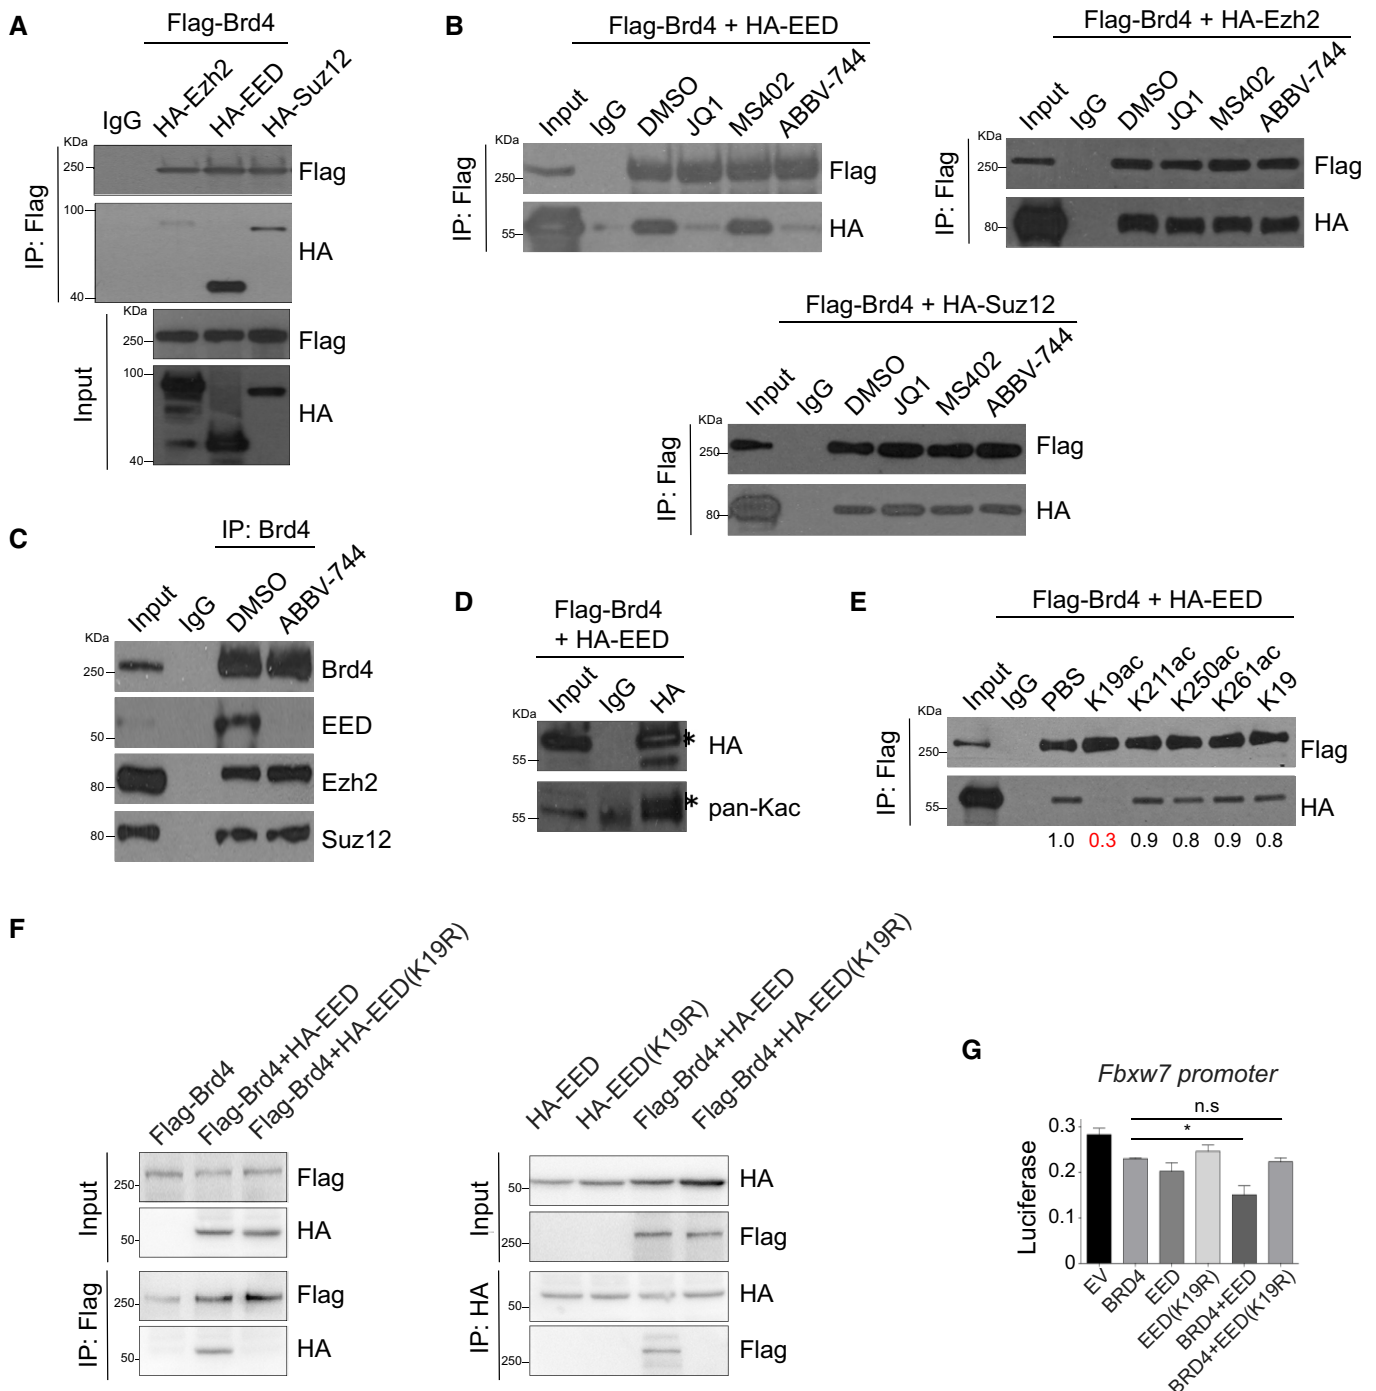 A
Flag-Brd4
IgG
HA-Ezh2
HA-EED
HA-Suz12
KDa
250
Flag
100
HA
40
IP: Flag
KDa
250
Flag
100
HA
40
Input
B
Flag-Brd4 + HA-EED
Input
IgG
DMSO
JQ1
MS402
ABBV-744
KDa
250
Flag
55
HA
IP: Flag
Flag-Brd4 + HA-Ezh2
Input
IgG
DMSO
JQ1
MS402
ABBV-744
KDa
250
Flag
80
HA
IP: Flag
Flag-Brd4 + HA-Suz12
Input
IgG
DMSO
JQ1
MS402
ABBV-744
KDa
250
Flag
80
HA
IP: Flag
C
IP: Brd4
Input
IgG
DMSO
ABBV-744
KDa
250
Brd4
EED
50
Ezh2
80
80
Suz12
D
Flag-Brd4
+ HA-EED
Input
IgG
HA
KDa
* HA
55
* pan-Kac
55
E
Flag-Brd4 + HA-EED
Input
IgG
PBS
K19ac
K211ac
K250ac
K261ac
K19
KDa
250
Flag
55
HA
IP: Flag
1.0 0.3 0.9 0.8 0.9 0.8
F
Flag-Brd4
Flag-Brd4+HA-EED
Flag-Brd4+HA-EED(K19R)
Input
250
Flag
50
HA
IP: Flag
250
Flag
50
HA
HA-EED
HA-EED(K19R)
Flag-Brd4+HA-EED
Flag-Brd4+HA-EED(K19R)
Input
50
HA
250
Flag
IP: HA
50
HA
250
Flag
G
Fbxw7 promoter
n.s
*
Luciferase
0.3
0.2
0.1
0
EV
BRD4
EED
EED(K19R)
BRD4+EED
BRD4+EED(K19R)